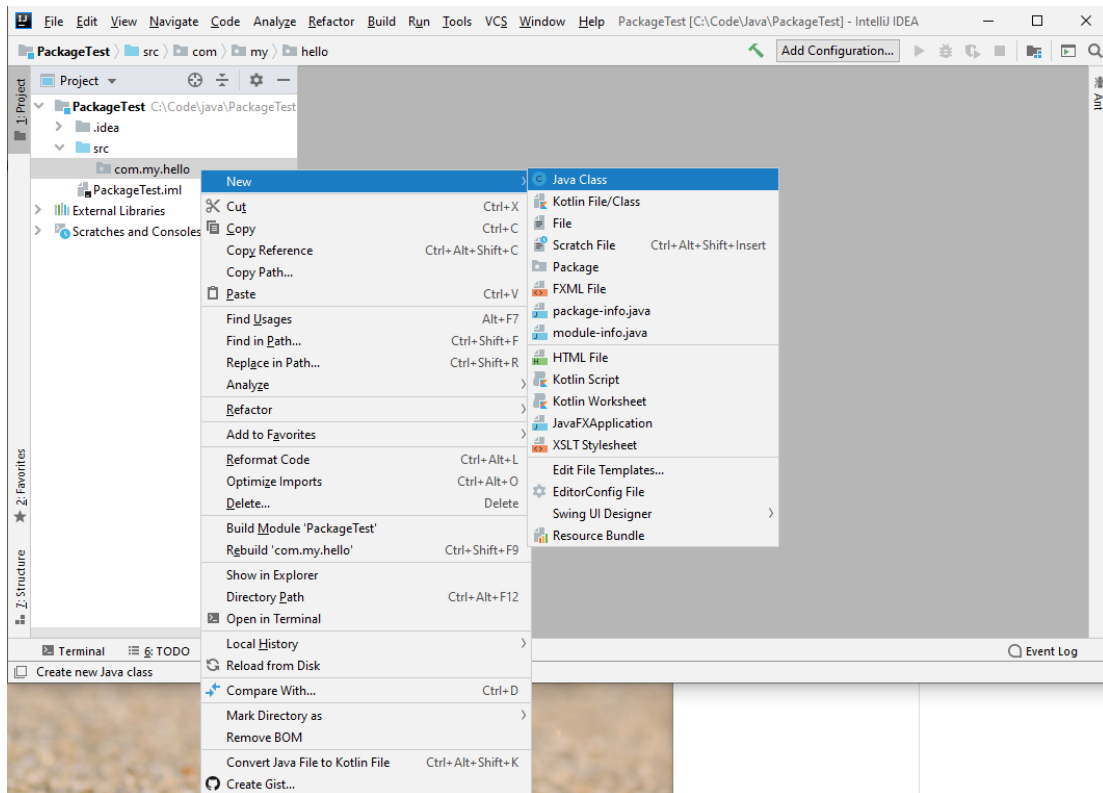 File Edit View Navigate Code Analyze Refactor Build Run Tools VCS Window Help PackageTest [C:\Code\Java\PackageTest] - IntelliJ IDEA
PackageTest src com my hello Add Configuration...
1: Project
Project
PackageTest C:\Code\java\PackageTest
.idea
src
com.my.hello
PackageTest.iml
External Libraries
Scratches and Consoles
Ant
New
Cut Ctrl+X
Copy Ctrl+C
Copy Reference Ctrl+Alt+Shift+C
Copy Path...
Paste Ctrl+V
Find Usages Alt+F7
Find in Path... Ctrl+Shift+F
Replace in Path... Ctrl+Shift+R
Analyze
Refactor
Add to Favorites
Reformat Code Ctrl+Alt+L
Optimize Imports Ctrl+Alt+O
Delete... Delete
Build Module 'PackageTest'
Rebuild 'com.my.hello' Ctrl+Shift+F9
Show in Explorer
Directory Path Ctrl+Alt+F12
Open in Terminal
Local History
Reload from Disk
Compare With... Ctrl+D
Mark Directory as
Remove BOM
Convert Java File to Kotlin File Ctrl+Alt+Shift+K
Create Gist...
Java Class
Kotlin File/Class
File
Scratch File Ctrl+Alt+Shift+Insert
Package
FXML File
package-info.java
module-info.java
HTML File
Kotlin Script
Kotlin Worksheet
JavaFXApplication
XSLT Stylesheet
Edit File Templates...
EditorConfig File
Swing UI Designer
Resource Bundle
2: Favorites
7: Structure
Terminal 6: TODO Event Log
Create new Java class